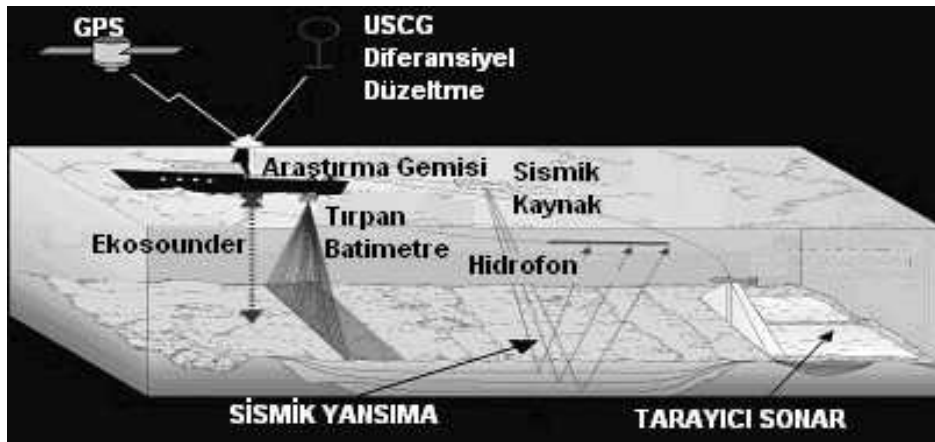 GPS
USCG
Diferansiyel
Düzeltme
Araştırma Gemisi
Sismik
Kaynak
Tırpan
Batimetre
Ekosounder
Hidrofon
SİSMİK YANSIMA
TARAYICI SONAR